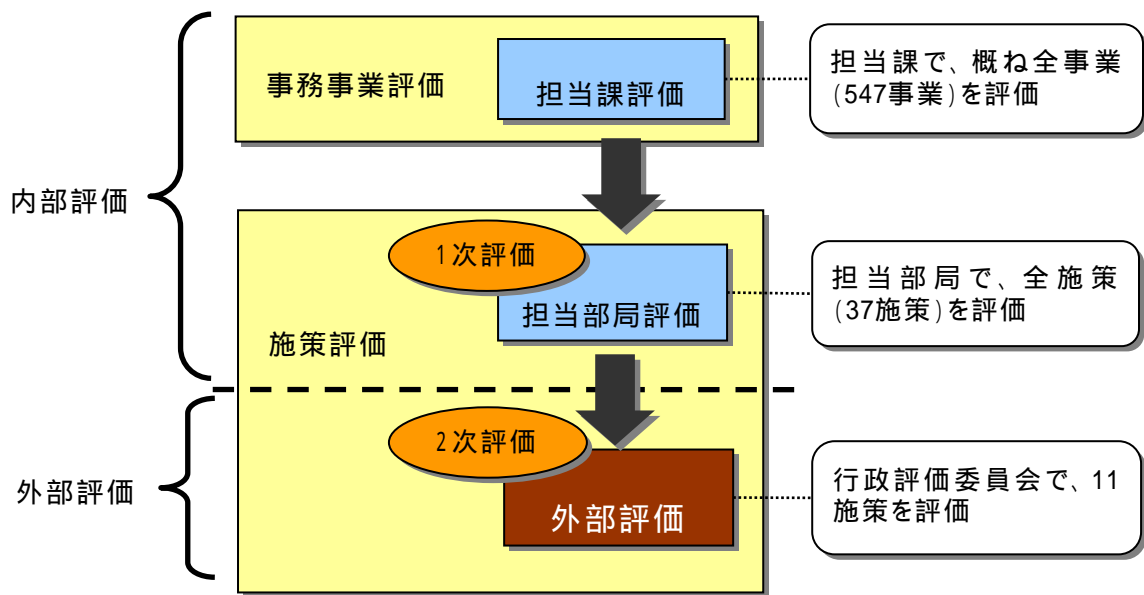 内部評価
外部評価
事務事業評価
担当課評価
担当課で、概ね全事業
(547事業)を評価
施策評価
1次評価
担当部局評価
担当部局で、全施策
(37施策)を評価
2次評価
外部評価
行政評価委員会で、11
施策を評価